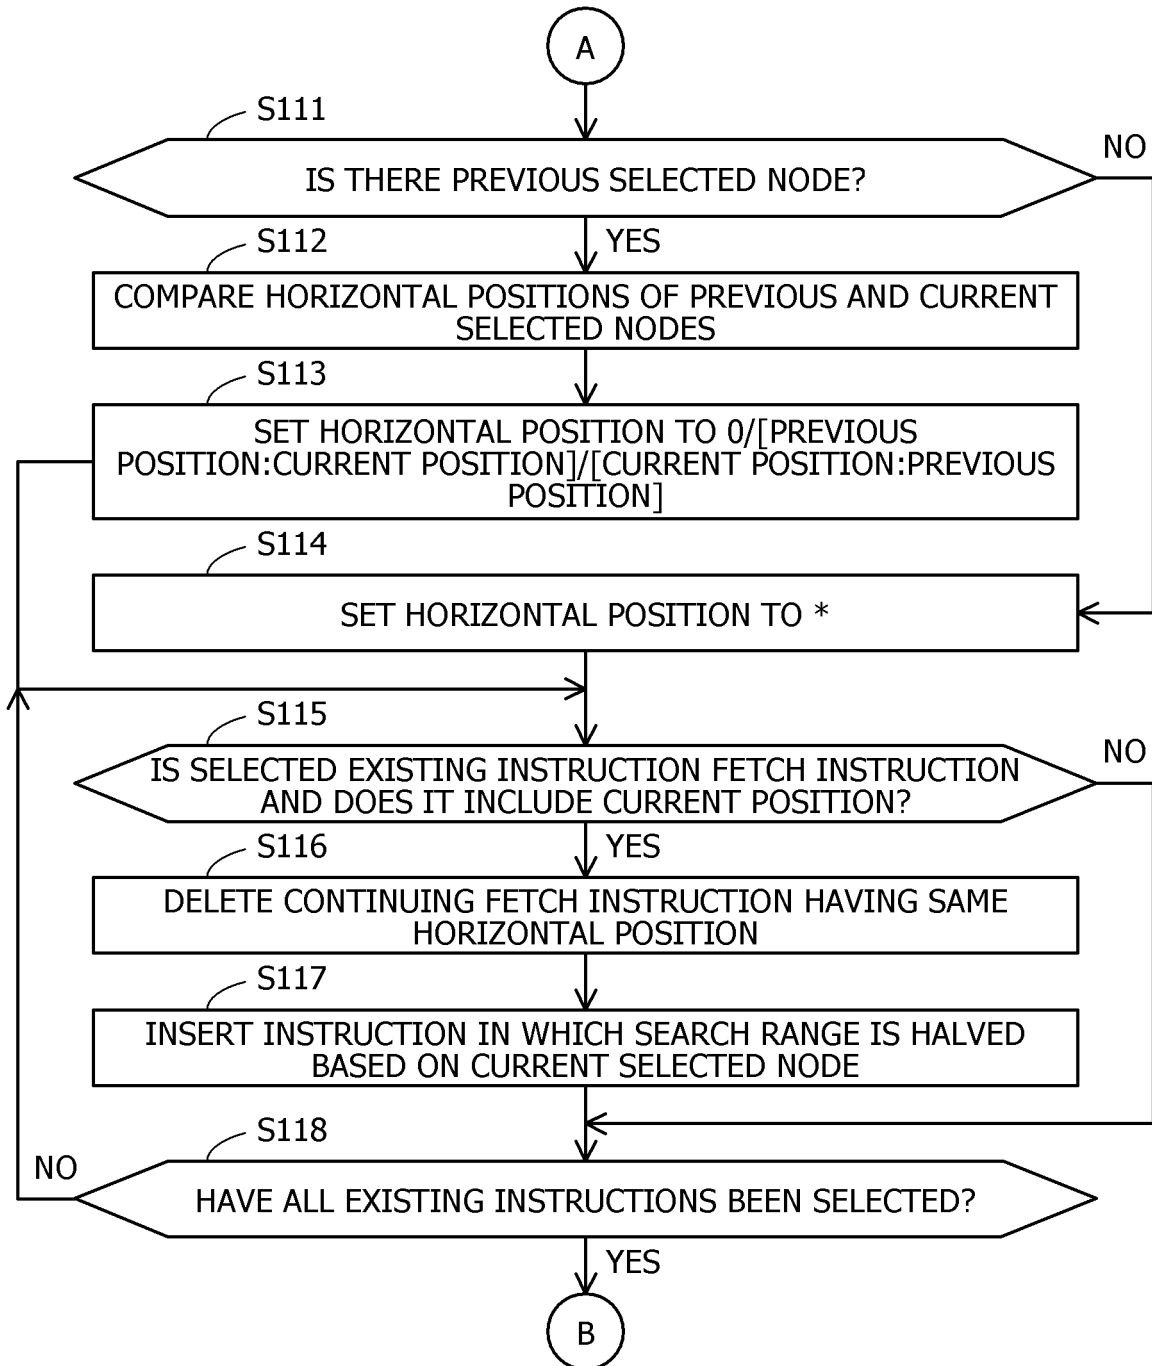 A
S111
NO
IS THERE PREVIOUS SELECTED NODE?
S112
YES
COMPARE HORIZONTAL POSITIONS OF PREVIOUS AND CURRENT
SELECTED NODES
S113
SET HORIZONTAL POSITION TO 0/[PREVIOUS
POSITION:CURRENT POSITION]/[CURRENT POSITION:PREVIOUS
POSITION]
S114
SET HORIZONTAL POSITION TO *
S115
NO
IS SELECTED EXISTING INSTRUCTION FETCH INSTRUCTION
AND DOES IT INCLUDE CURRENT POSITION?
S116
YES
DELETE CONTINUING FETCH INSTRUCTION HAVING SAME
HORIZONTAL POSITION
S117
INSERT INSTRUCTION IN WHICH SEARCH RANGE IS HALVED
BASED ON CURRENT SELECTED NODE
S118
NO
HAVE ALL EXISTING INSTRUCTIONS BEEN SELECTED?
YES
B